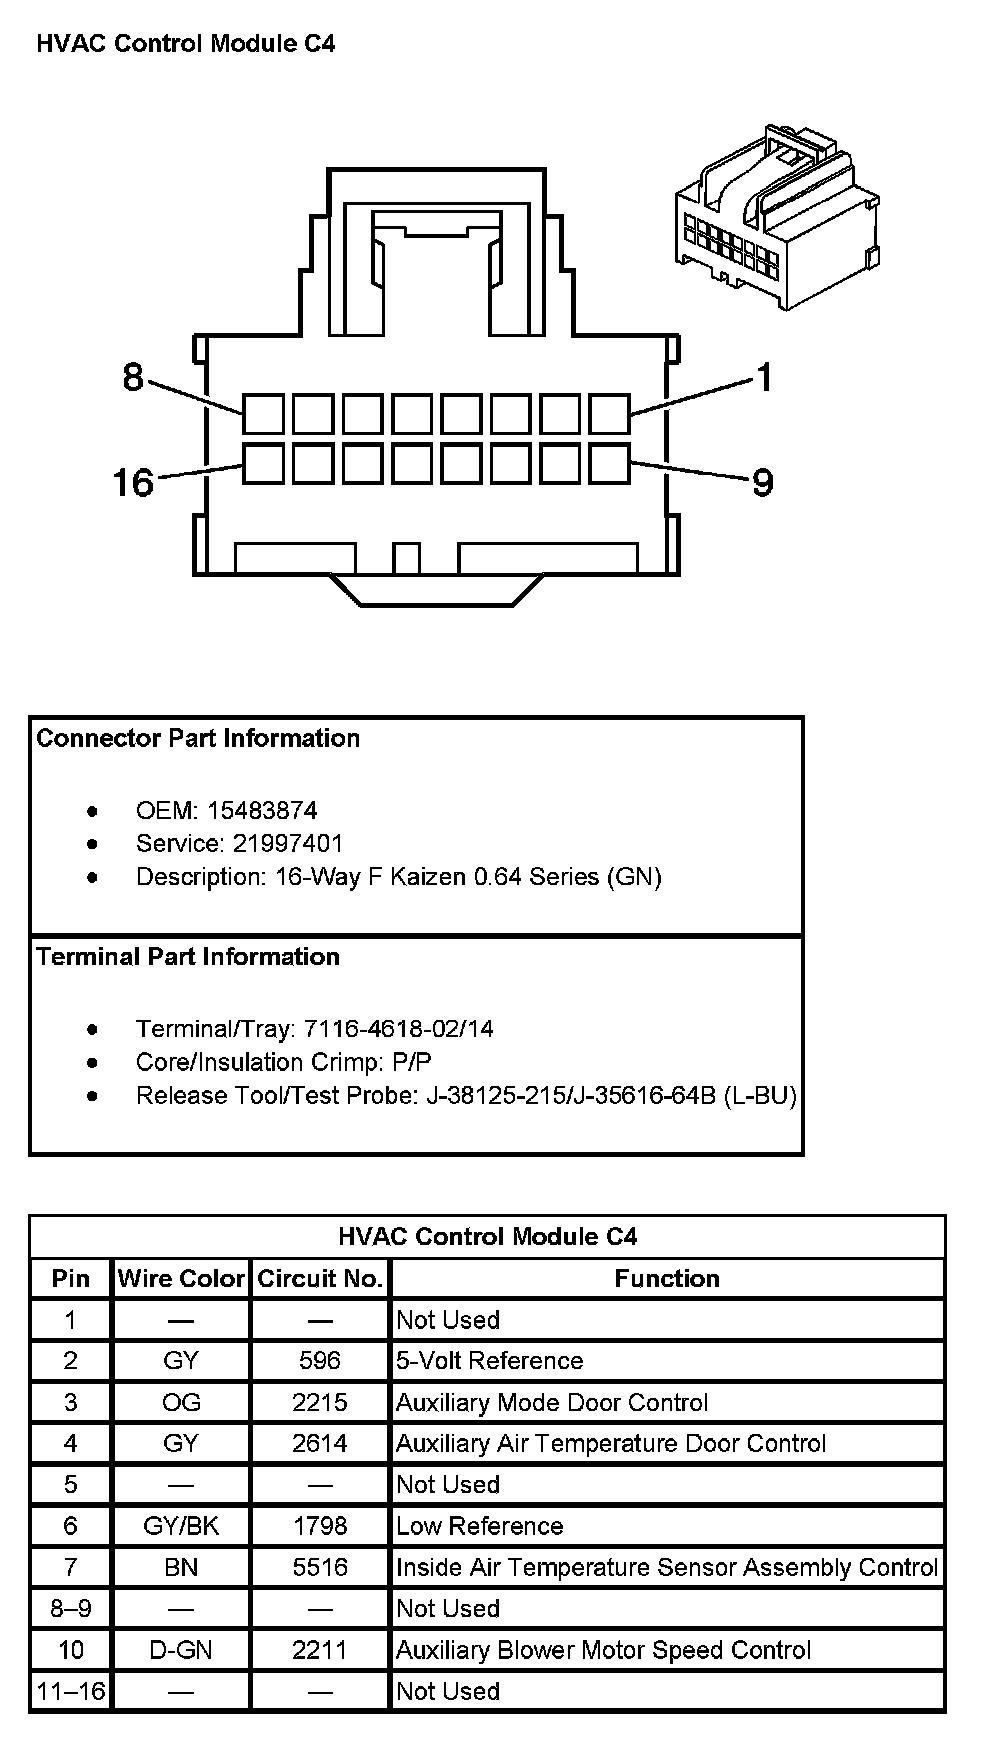 HVAC Control Module C4
8 1
16 9
Connector Part Information
• OEM: 15483874
• Service: 21997401
• Description: 16-Way F Kaizen 0.64 Series (GN)
Terminal Part Information
• Terminal/Tray: 7116-4618-02/14
• Core/Insulation Crimp: P/P
• Release Tool/Test Probe: J-38125-215/J-35616-64B (L-BU)
HVAC Control Module C4
Pin Wire Color Circuit No. Function
1 — — Not Used
2 GY 596 5-Volt Reference
3 OG 2215 Auxiliary Mode Door Control
4 GY 2614 Auxiliary Air Temperature Door Control
5 — — Not Used
6 GY/BK 1798 Low Reference
7 BN 5516 Inside Air Temperature Sensor Assembly Control
8–9 — — Not Used
10 D-GN 2211 Auxiliary Blower Motor Speed Control
11–16 — — Not Used